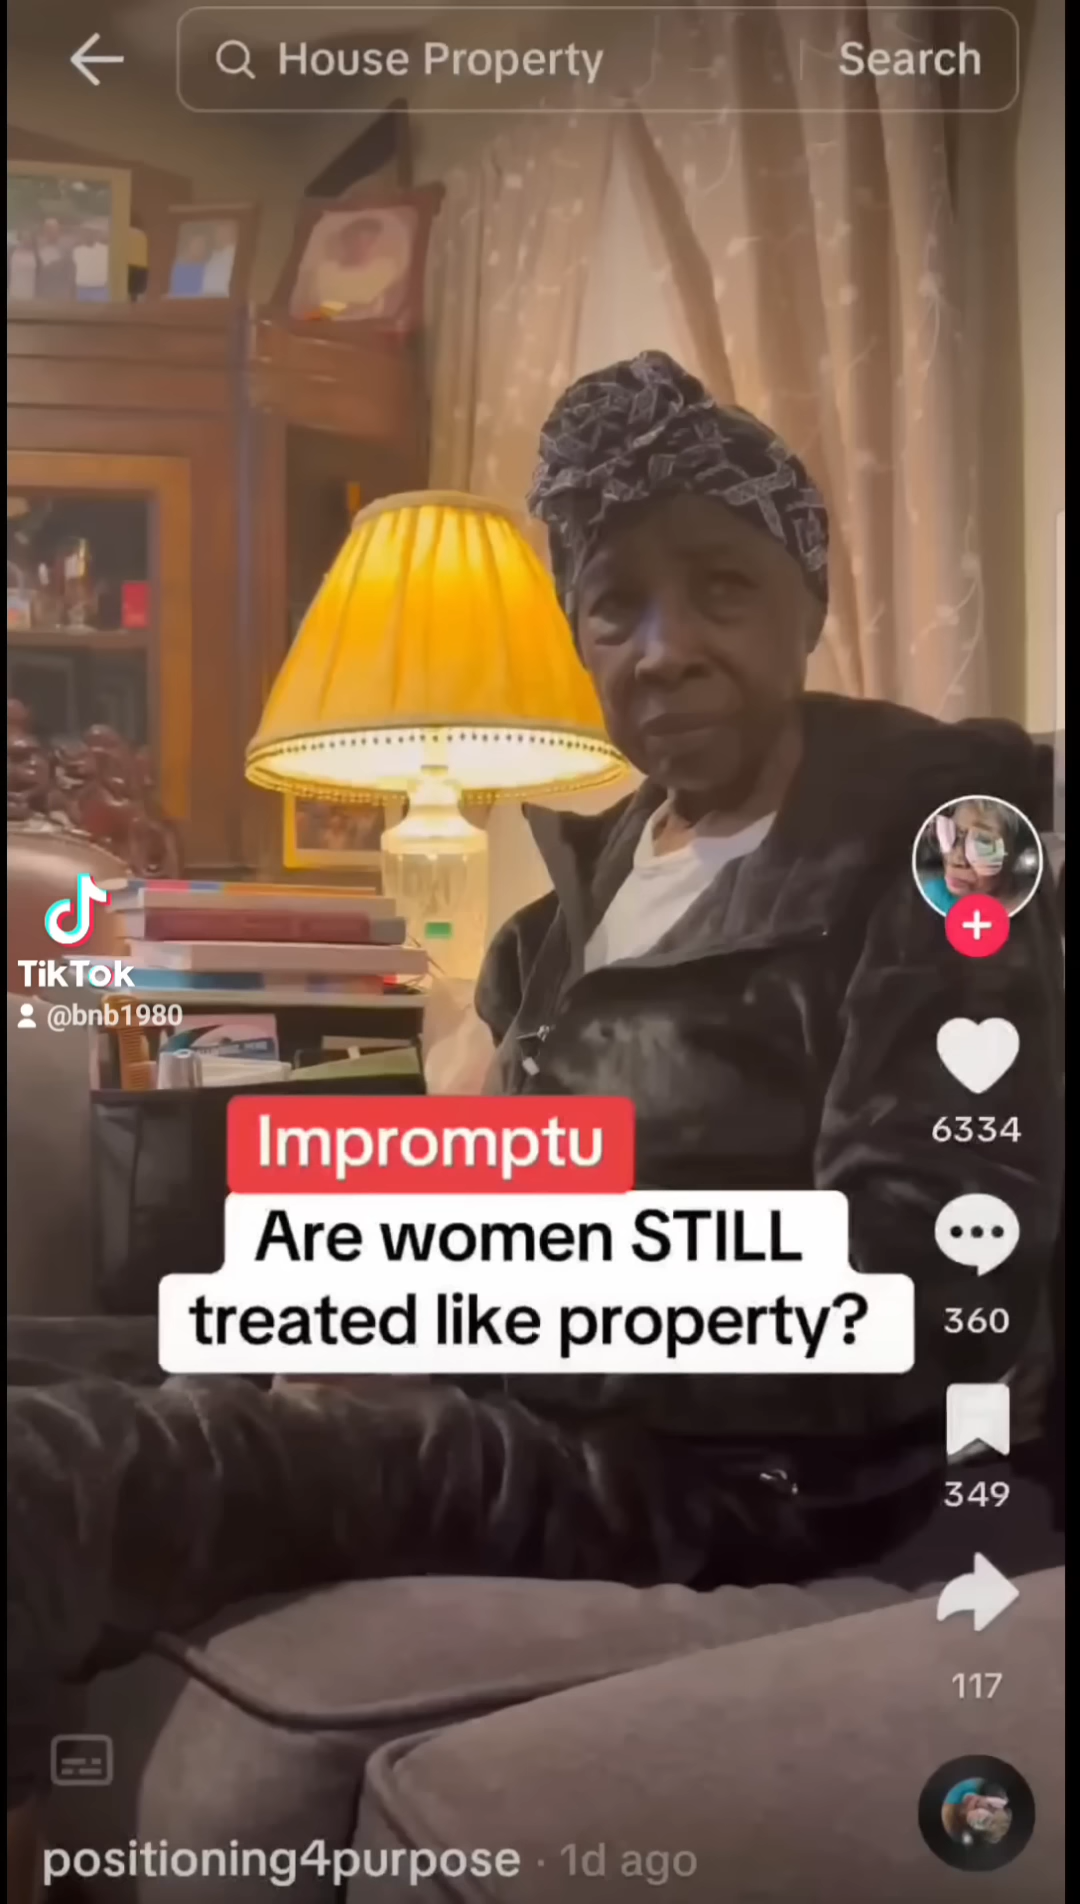 House Property
Search
TikTok
@bnb1980
Impromptu
Are women STILL
treated like property?
6334
360
349
117
positioning4purpose · 1d ago